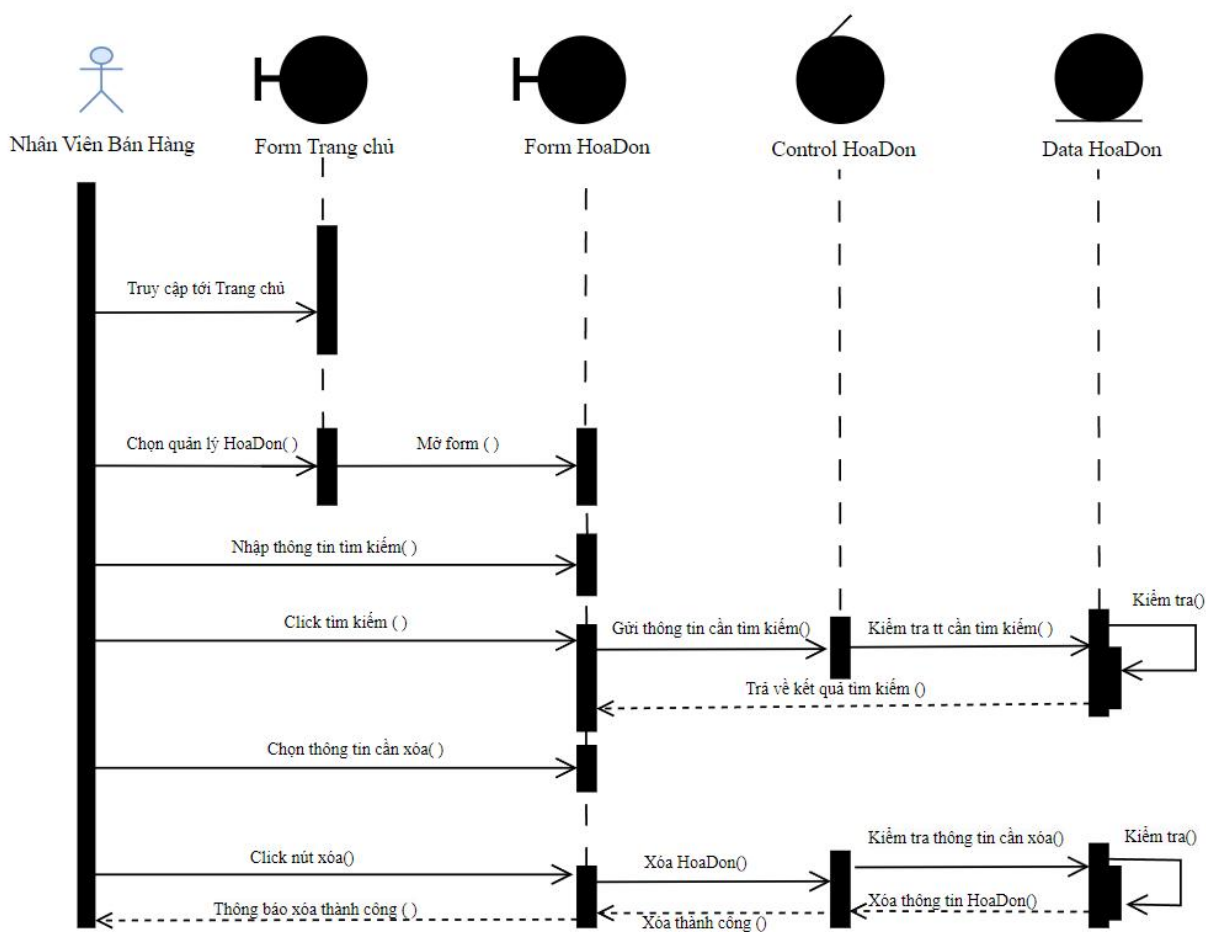 Nhân Viên Bán Hàng
Form Trang chủ
Form HoaDon
Control HoaDon
Data HoaDon
Truy cập tới Trang chủ
Chọn quản lý HoaDon( )
Mở form ( )
Nhập thông tin tìm kiếm( )
Click tìm kiếm ( )
Gửi thông tin cần tìm kiếm()
Kiểm tra tt cần tìm kiếm( )
Kiểm tra()
Trả về kết quả tìm kiếm ()
Chọn thông tin cần xóa( )
Click nút xóa()
Xóa HoaDon()
Kiểm tra thông tin cần xóa()
Kiểm tra()
Thông báo xóa thành công ( )
Xóa thành công ()
Xóa thông tin HoaDon()